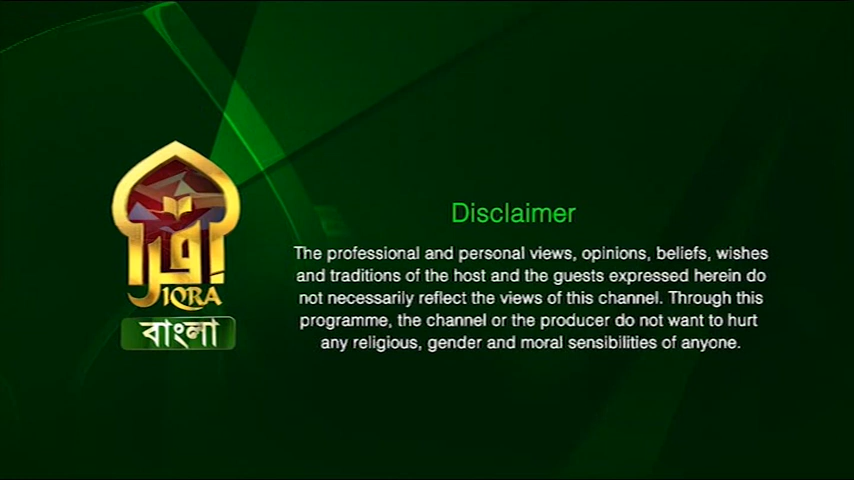 اقرأ
IQRA
বাংলা
Disclaimer
The professional and personal views, opinions, beliefs, wishes
and traditions of the host and the guests expressed herein do
not necessarily reflect the views of this channel. Through this
programme, the channel or the producer do not want to hurt
any religious, gender and moral sensibilities of anyone.